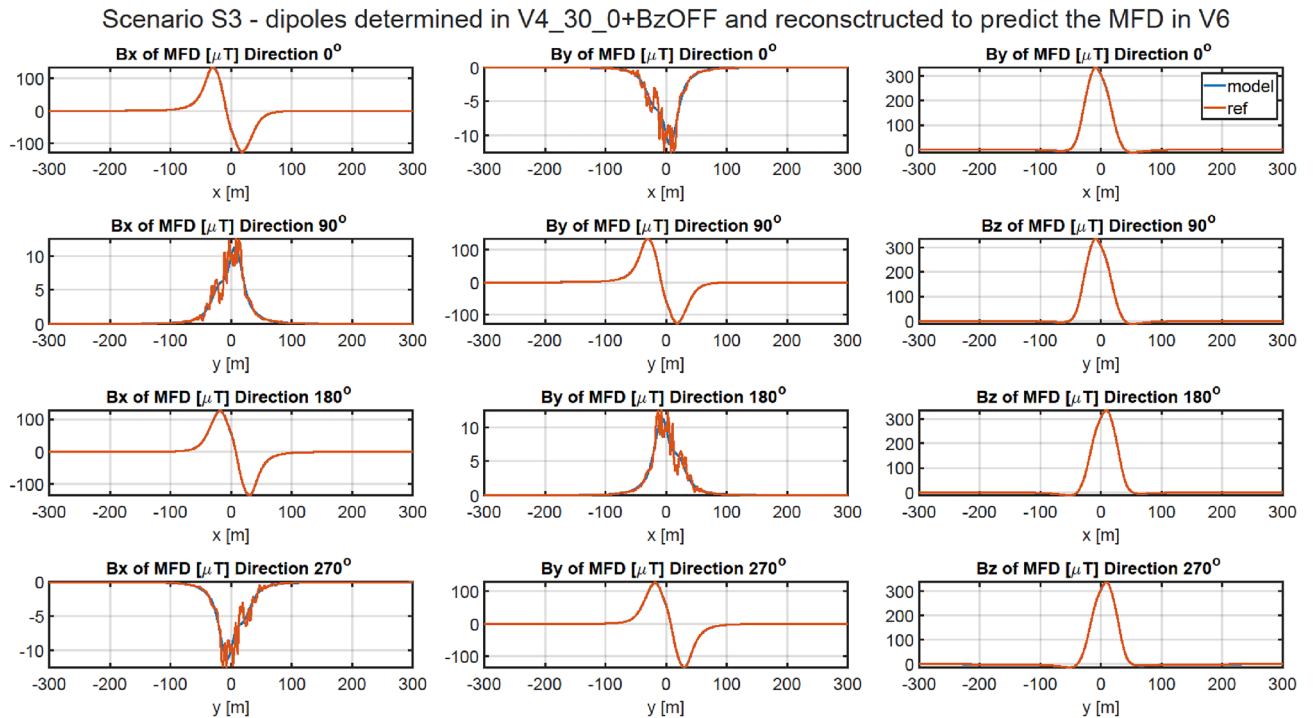 Scenario S3 - dipoles determined in V4_30_0+BzOFF and reconsctructed to predict the MFD in V6
Bx of MFD [μT] Direction 0°
100
0
-100
-300 -200 -100 0 100 200 300
x [m]
By of MFD [μT] Direction 0°
0
-5
-10
-300 -200 -100 0 100 200 300
x [m]
By of MFD [μT] Direction 0°
300
200
100
0
-300 -200 -100 0 100 200 300
x [m]
model
ref
Bx of MFD [μT] Direction 90°
10
5
0
-300 -200 -100 0 100 200 300
y [m]
By of MFD [μT] Direction 90°
100
0
-100
-300 -200 -100 0 100 200 300
y [m]
Bz of MFD [μT] Direction 90°
300
200
100
0
-300 -200 -100 0 100 200 300
y [m]
Bx of MFD [μT] Direction 180°
100
0
-100
-300 -200 -100 0 100 200 300
x [m]
By of MFD [μT] Direction 180°
10
5
0
-300 -200 -100 0 100 200 300
x [m]
Bz of MFD [μT] Direction 180°
300
200
100
0
-300 -200 -100 0 100 200 300
x [m]
Bx of MFD [μT] Direction 270°
0
-5
-10
-300 -200 -100 0 100 200 300
y [m]
By of MFD [μT] Direction 270°
100
0
-100
-300 -200 -100 0 100 200 300
y [m]
Bz of MFD [μT] Direction 270°
300
200
100
0
-300 -200 -100 0 100 200 300
y [m]